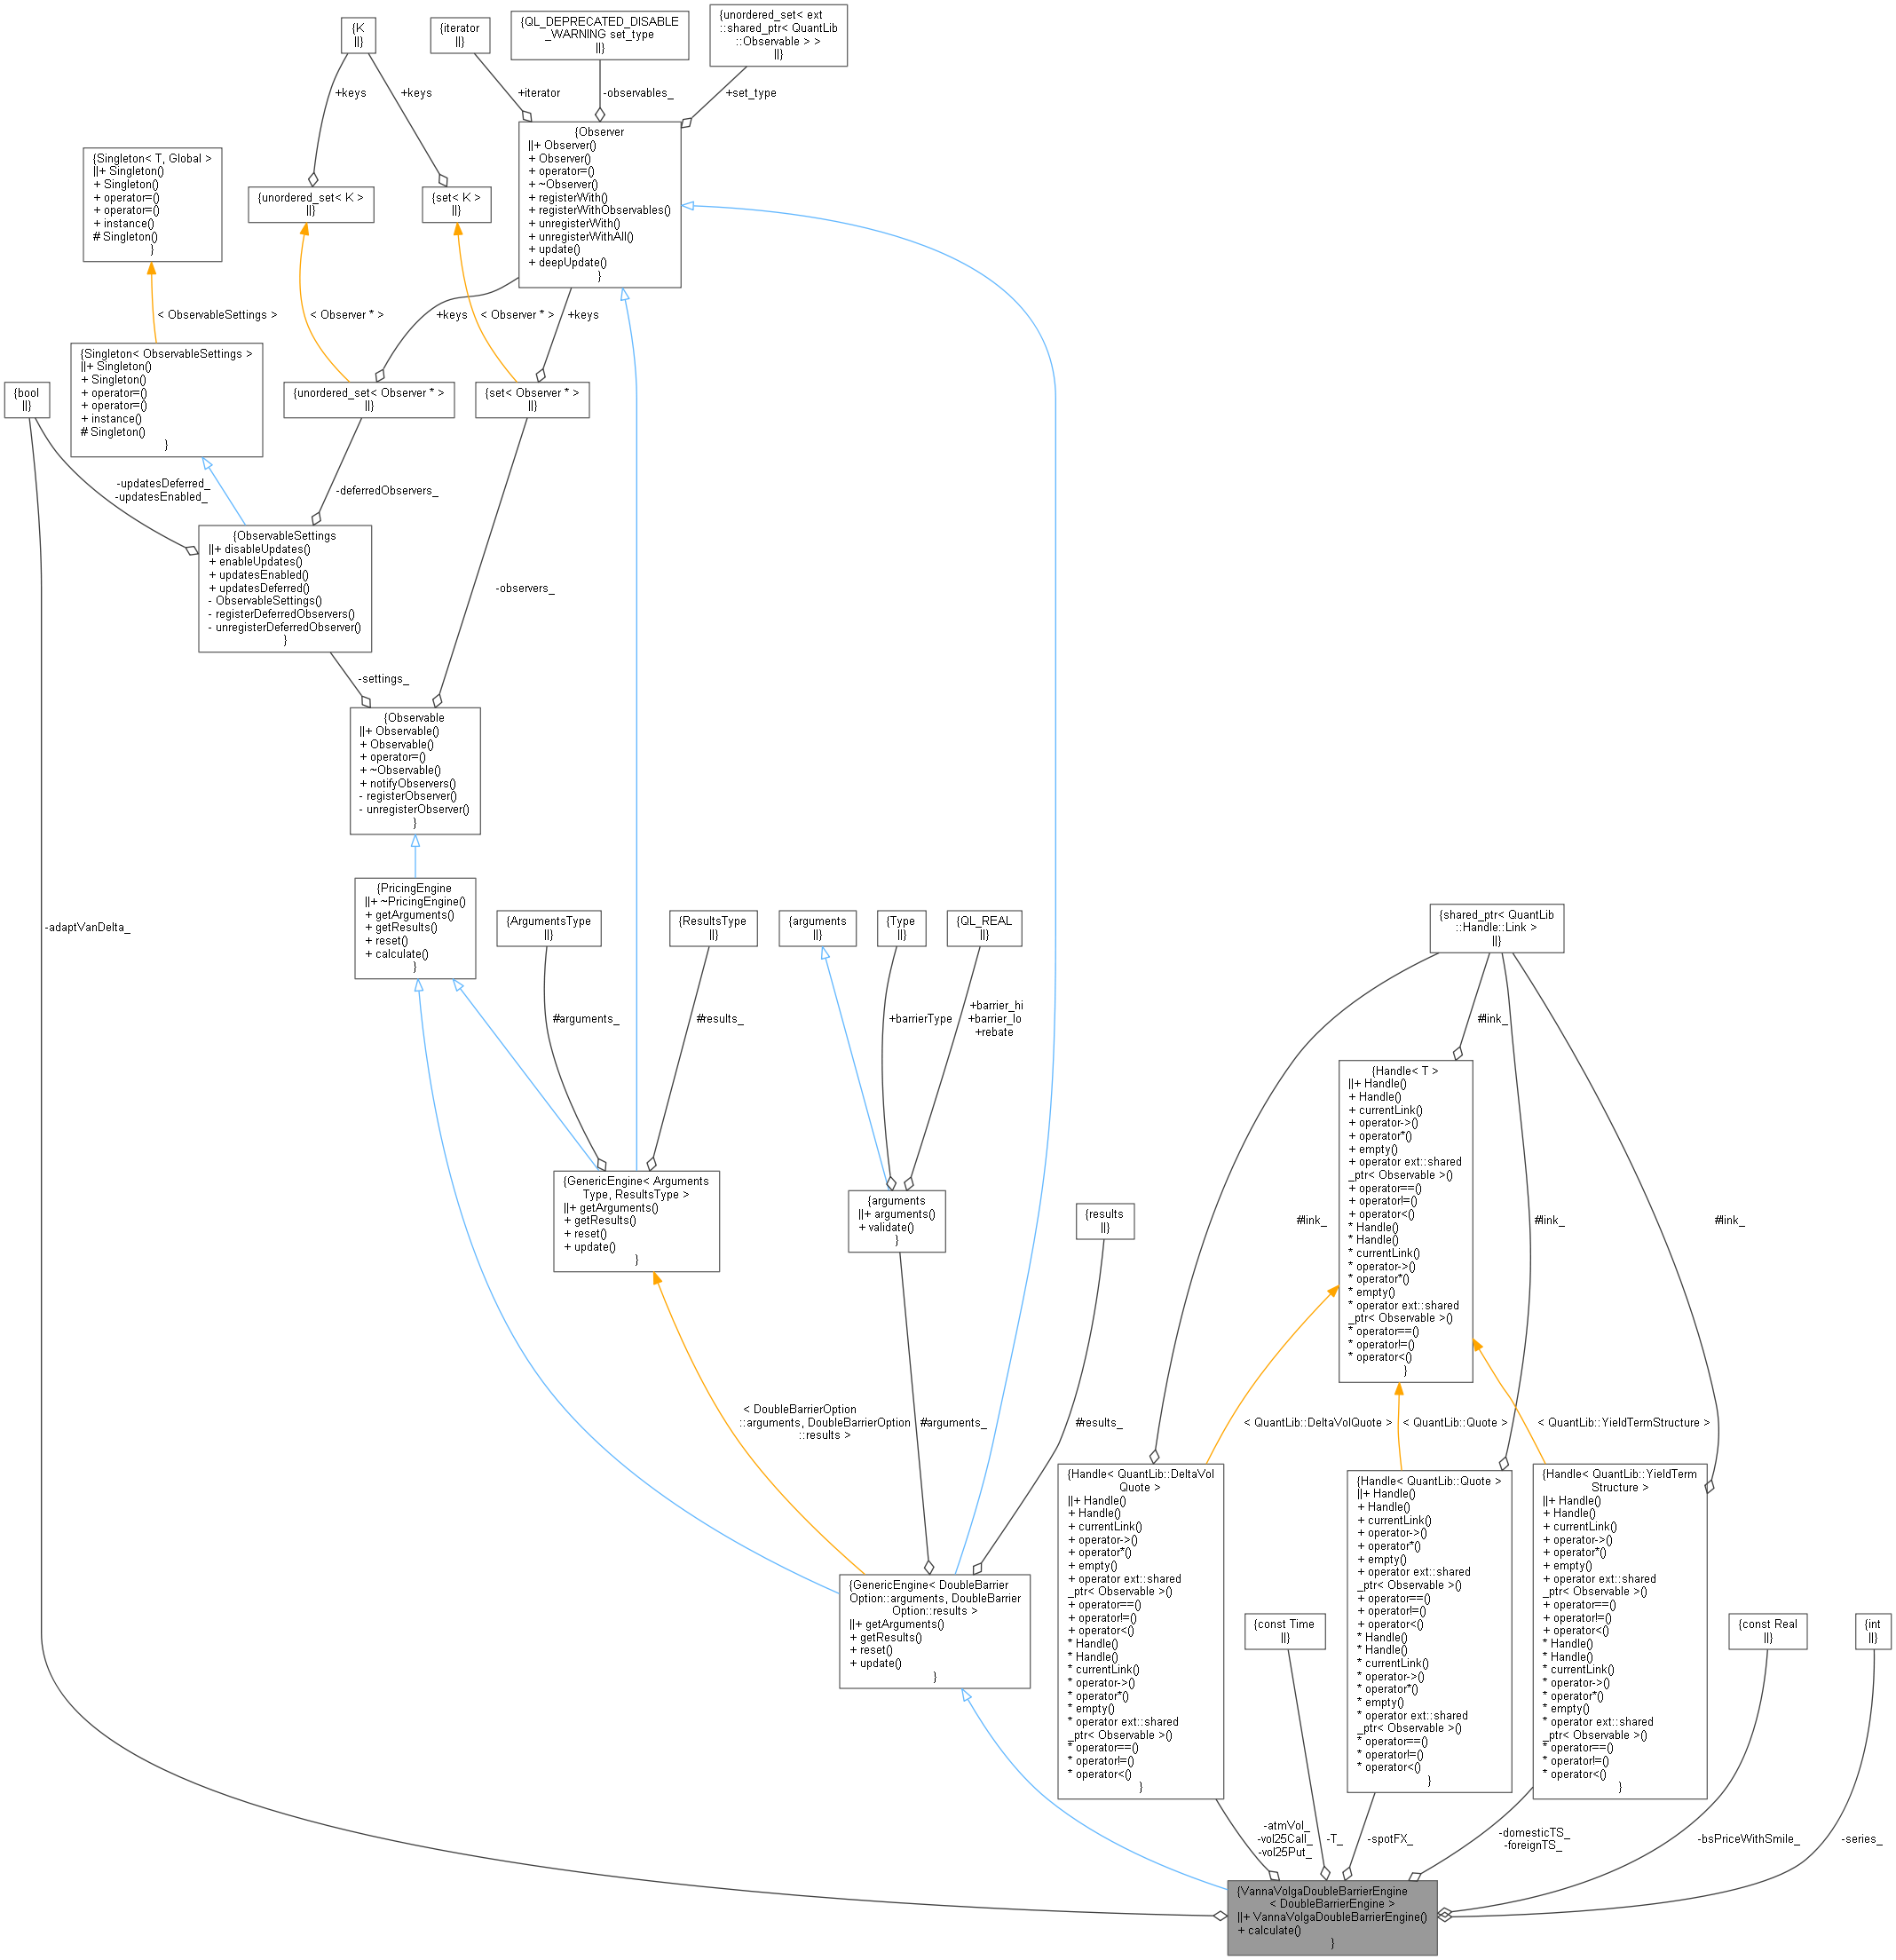 {K
||}
{iterator
||}
{QL_DEPRECATED_DISABLE
_WARNING set_type
||}
{unordered_set< ext
::shared_ptr< QuantLib
::Observable > >
||}
+keys
+keys
+iterator
-observables_
+set_type
{Singleton< T, Global >
||+ Singleton()
+ Singleton()
+ operator=()
+ operator=()
+ instance()
# Singleton()
}
{unordered_set< K >
||}
{set< K >
||}
{Observer
||+ Observer()
+ Observer()
+ operator=()
+ ~Observer()
+ registerWith()
+ registerWithObservables()
+ unregisterWith()
+ unregisterWithAll()
+ update()
+ deepUpdate()
}
< ObservableSettings >
< Observer * >
+keys
< Observer * >
+keys
{Singleton< ObservableSettings >
||+ Singleton()
+ Singleton()
+ operator=()
+ operator=()
+ instance()
# Singleton()
}
{bool
||}
{unordered_set< Observer * >
||}
{set< Observer * >
||}
-updatesDeferred_
-updatesEnabled_
-deferredObservers_
{ObservableSettings
||+ disableUpdates()
+ enableUpdates()
+ updatesEnabled()
+ updatesDeferred()
- ObservableSettings()
- registerDeferredObservers()
- unregisterDeferredObserver()
}
-observers_
-settings_
{Observable
||+ Observable()
+ Observable()
+ operator=()
+ ~Observable()
+ notifyObservers()
- registerObserver()
- unregisterObserver()
}
{PricingEngine
||+ ~PricingEngine()
+ getArguments()
+ getResults()
+ reset()
+ calculate()
}
-adaptVanDelta_
{ArgumentsType
||}
{ResultsType
||}
{arguments
||}
{Type
||}
{QL_REAL
||}
{shared_ptr< QuantLib
::Handle::Link >
||}
#arguments_
#results_
+barrierType
+barrier_hi
+barrier_lo
+rebate
#link_
{Handle< T >
||+ Handle()
+ Handle()
+ currentLink()
+ operator->()
+ operator*()
+ empty()
+ operator ext::shared
_ptr< Observable >()
+ operator==()
+ operator!=()
+ operator<()
* Handle()
* Handle()
* currentLink()
* operator->()
* operator*()
* empty()
* operator ext::shared
_ptr< Observable >()
* operator==()
* operator!=()
* operator<()
}
{GenericEngine< Arguments
Type, ResultsType >
||+ getArguments()
+ getResults()
+ reset()
+ update()
}
{arguments
||+ arguments()
+ validate()
}
{results
||}
#link_
#link_
#link_
< DoubleBarrierOption
::arguments, DoubleBarrierOption
::results >
#arguments_
#results_
< QuantLib::DeltaVolQuote >
< QuantLib::Quote >
< QuantLib::YieldTermStructure >
{Handle< QuantLib::DeltaVol
Quote >
||+ Handle()
+ Handle()
+ currentLink()
+ operator->()
+ operator*()
+ empty()
+ operator ext::shared
_ptr< Observable >()
+ operator==()
+ operator!=()
+ operator<()
* Handle()
* Handle()
* currentLink()
* operator->()
* operator*()
* empty()
* operator ext::shared
_ptr< Observable >()
* operator==()
* operator!=()
* operator<()
}
{Handle< QuantLib::Quote >
||+ Handle()
+ Handle()
+ currentLink()
+ operator->()
+ operator*()
+ empty()
+ operator ext::shared
_ptr< Observable >()
+ operator==()
+ operator!=()
+ operator<()
* Handle()
* Handle()
* currentLink()
* operator->()
* operator*()
* empty()
* operator ext::shared
_ptr< Observable >()
* operator==()
* operator!=()
* operator<()
}
{Handle< QuantLib::YieldTerm
Structure >
||+ Handle()
+ Handle()
+ currentLink()
+ operator->()
+ operator*()
+ empty()
+ operator ext::shared
_ptr< Observable >()
+ operator==()
+ operator!=()
+ operator<()
* Handle()
* Handle()
* currentLink()
* operator->()
* operator*()
* empty()
* operator ext::shared
_ptr< Observable >()
* operator==()
* operator!=()
* operator<()
}
{GenericEngine< DoubleBarrier
Option::arguments, DoubleBarrier
Option::results >
||+ getArguments()
+ getResults()
+ reset()
+ update()
}
{const Time
||}
{const Real
||}
{int
||}
-atmVol_
-vol25Call_
-vol25Put_
-T_
-spotFX_
-domesticTS_
-foreignTS_
-bsPriceWithSmile_
-series_
{VannaVolgaDoubleBarrierEngine
< DoubleBarrierEngine >
||+ VannaVolgaDoubleBarrierEngine()
+ calculate()
}